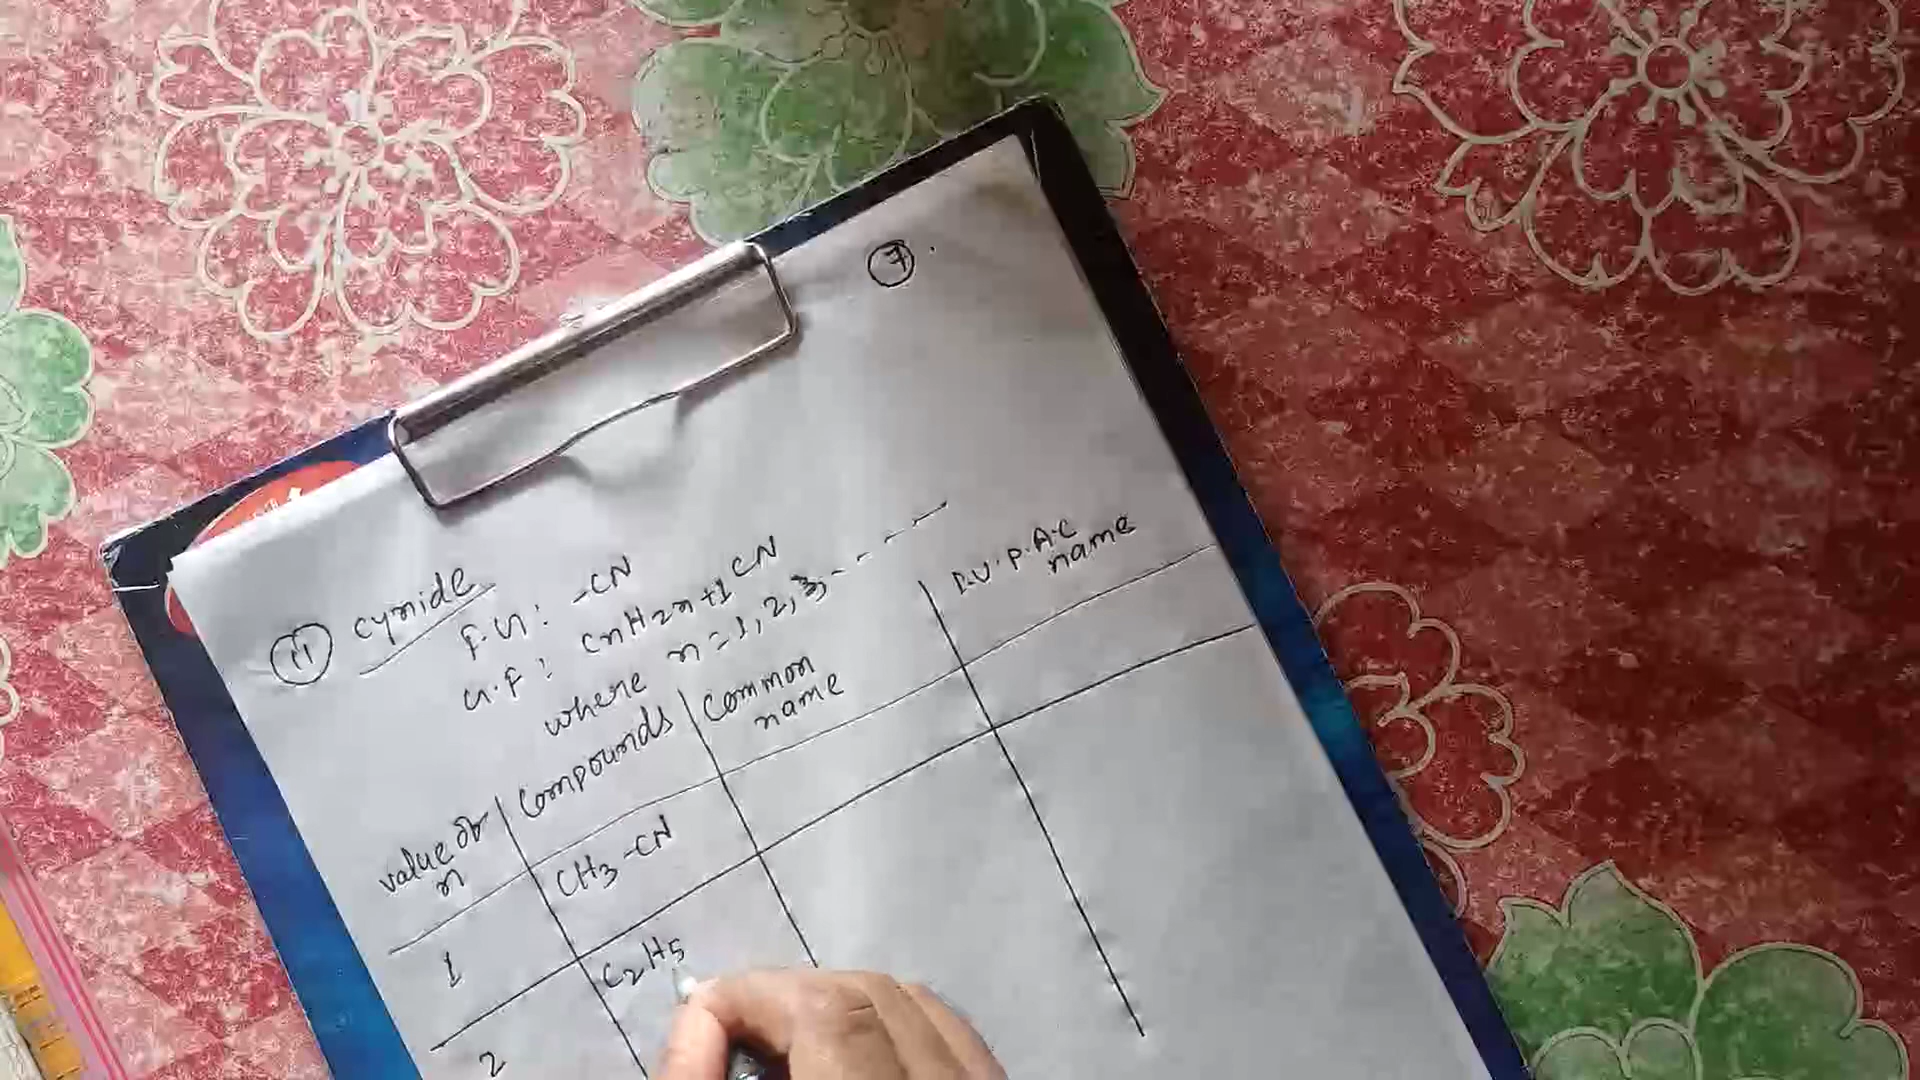 7
11 cynide
F.G: -CN
G.F: CnH2n+1CN
where n=1,2,3,-----
value of n | Compounds | Common name | I.U.P.A.C name
1 | CH3-CN
2 | C2H5